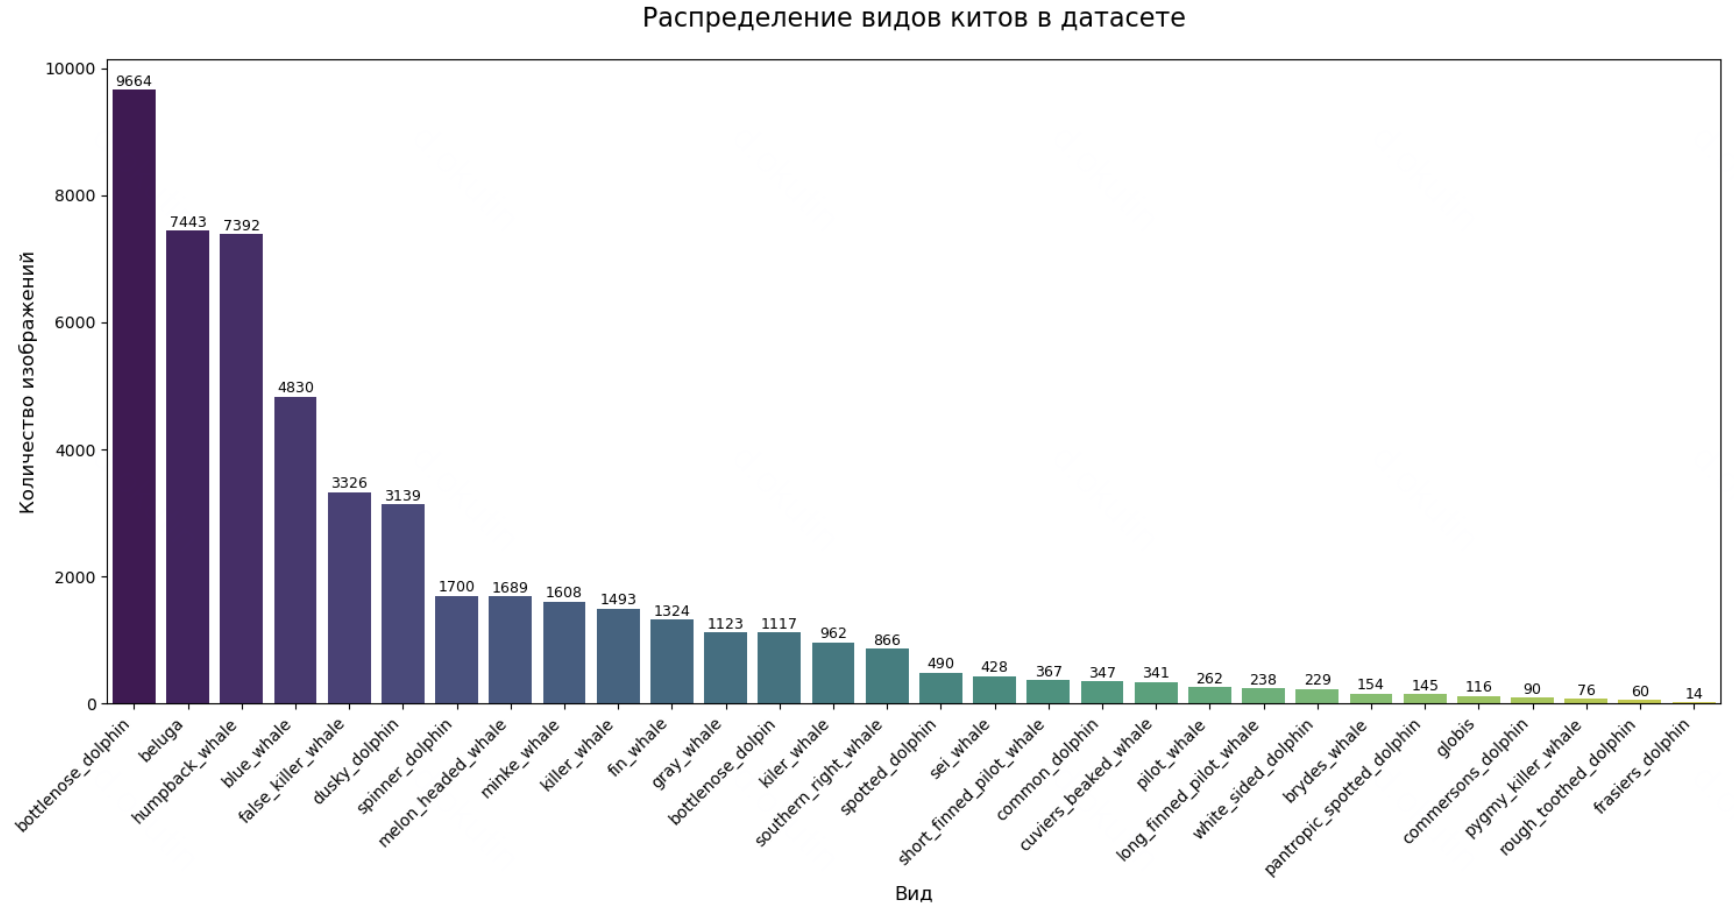 Распределение видов китов в датасете
Количество изображений
10000
8000
6000
4000
2000
0
9664
7443
7392
4830
3326
3139
1700
1689
1608
1493
1324
1123
1117
962
866
490
428
367
347
341
262
238
229
154
145
116
90
76
60
14
bottlenose_dolphin
beluga
humpback_whale
blue_whale
false_killer_whale
dusky_dolphin
spinner_dolphin
melon_headed_whale
minke_whale
killer_whale
fin_whale
gray_whale
bottlenose_dolpin
kiler_whale
southern_right_whale
spotted_dolphin
sei_whale
short_finned_pilot_whale
common_dolphin
cuviers_beaked_whale
pilot_whale
long_finned_pilot_whale
white_sided_dolphin
brydes_whale
pantropic_spotted_dolphin
globis
commersons_dolphin
pygmy_killer_whale
rough_toothed_dolphin
frasiers_dolphin
Вид